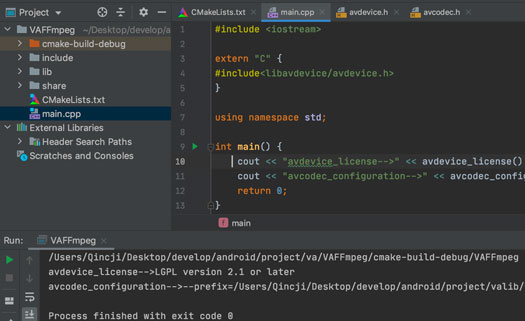 Project
CMakeLists.txt
main.cpp
avdevice.h
avcodec.h
VAFFmpeg ~/Desktop/develop/a
cmake-build-debug
include
lib
share
CMakeLists.txt
main.cpp
External Libraries
Header Search Paths
Scratches and Consoles
1 #include <iostream>
2
3 extern "C" {
4 #include<libavdevice/avdevice.h>
5 }
6
7 using namespace std;
8
9 int main() {
10 cout << "avdevice_license-->" << avdevice_license()
11 cout << "avcodec_configuration-->" << avcodec_config
12 return 0;
13 }
main
Run: VAFFmpeg
/Users/Qincji/Desktop/develop/android/project/va/VAFFmpeg/cmake-build-debug/VAFFmpeg
avdevice_license-->LGPL version 2.1 or later
avcodec_configuration-->--prefix=/Users/Qincji/Desktop/develop/android/project/valib/
Process finished with exit code 0